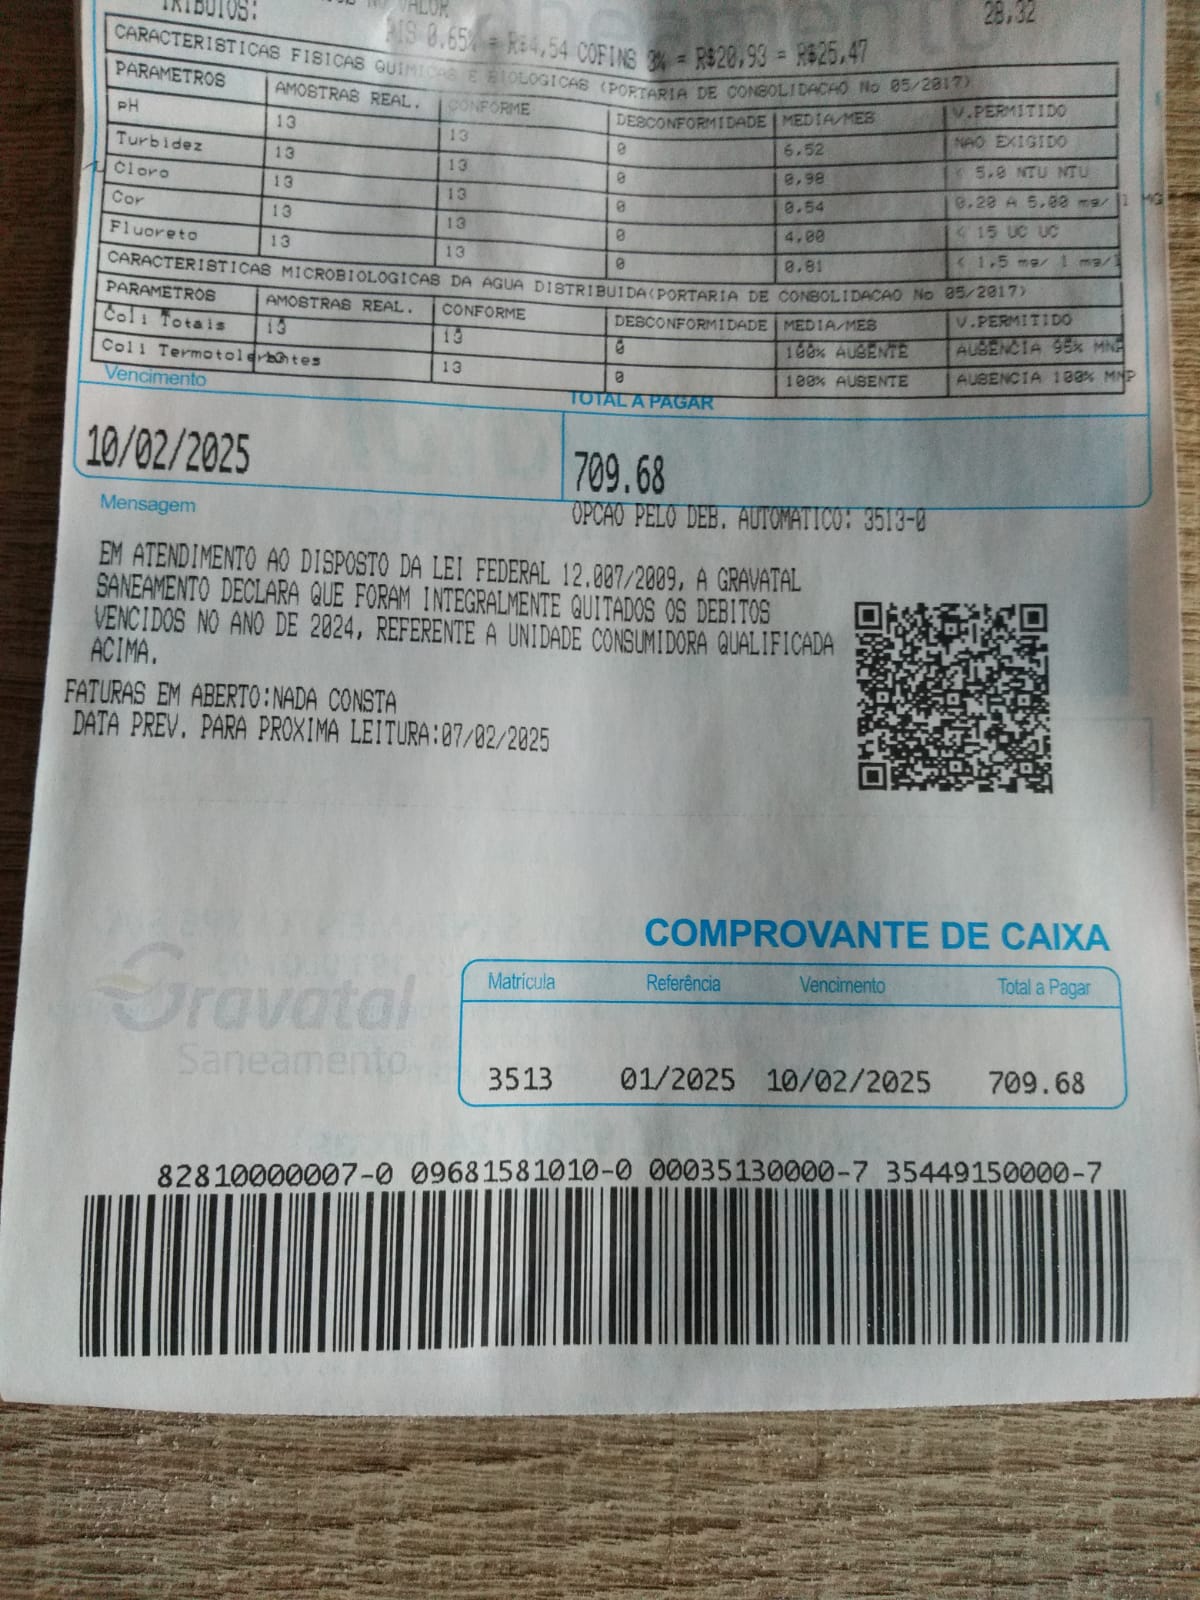 TRIBUTOS:
NO VALOR
28,32
PIS 0.65% = R$4,54 COFINS 3% = R$20,93 = R$25,47
CARACTERISTICAS FISICAS QUIMICAS E BIOLOGICAS (PORTARIA DE CONSOLIDACAO No 05/2017)
PARAMETROS AMOSTRAS REAL. CONFORME DESCONFORMIDADE MEDIA/MES V.PERMITIDO
pH 13 13 0 6,52 NAO EXIGIDO
Turbidez 13 13 0 0,98 < 5,0 NTU NTU
Cloro 13 13 0 0,54 0,20 A 5,00 mg/ l MG
Cor 13 13 0 4,00 < 15 UC UC
Fluoreto 13 13 0 0,81 < 1,5 mg/ l mg/l
CARACTERISTICAS MICROBIOLOGICAS DA AGUA DISTRIBUIDA(PORTARIA DE CONSOLIDACAO No 05/2017)
PARAMETROS AMOSTRAS REAL. CONFORME DESCONFORMIDADE MEDIA/MES V.PERMITIDO
Coli Totais 13 13 0 100% AUSENTE AUSENCIA 95% MNP
Coli Termotolerantes 13 13 0 100% AUSENTE AUSENCIA 100% MNP
Vencimento TOTAL A PAGAR
10/02/2025 709.68
Mensagem OPCAO PELO DEB. AUTOMATICO: 3513-0
EM ATENDIMENTO AO DISPOSTO DA LEI FEDERAL 12.007/2009, A GRAVATAL
SANEAMENTO DECLARA QUE FORAM INTEGRALMENTE QUITADOS OS DEBITOS
VENCIDOS NO ANO DE 2024, REFERENTE A UNIDADE CONSUMIDORA QUALIFICADA
ACIMA.
FATURAS EM ABERTO:NADA CONSTA
DATA PREV. PARA PROXIMA LEITURA:07/02/2025
COMPROVANTE DE CAIXA
Gravatal
Saneamento
Matrícula Referência Vencimento Total a Pagar
3513 01/2025 10/02/2025 709.68
82810000007-0 09681581010-0 00035130000-7 35449150000-7